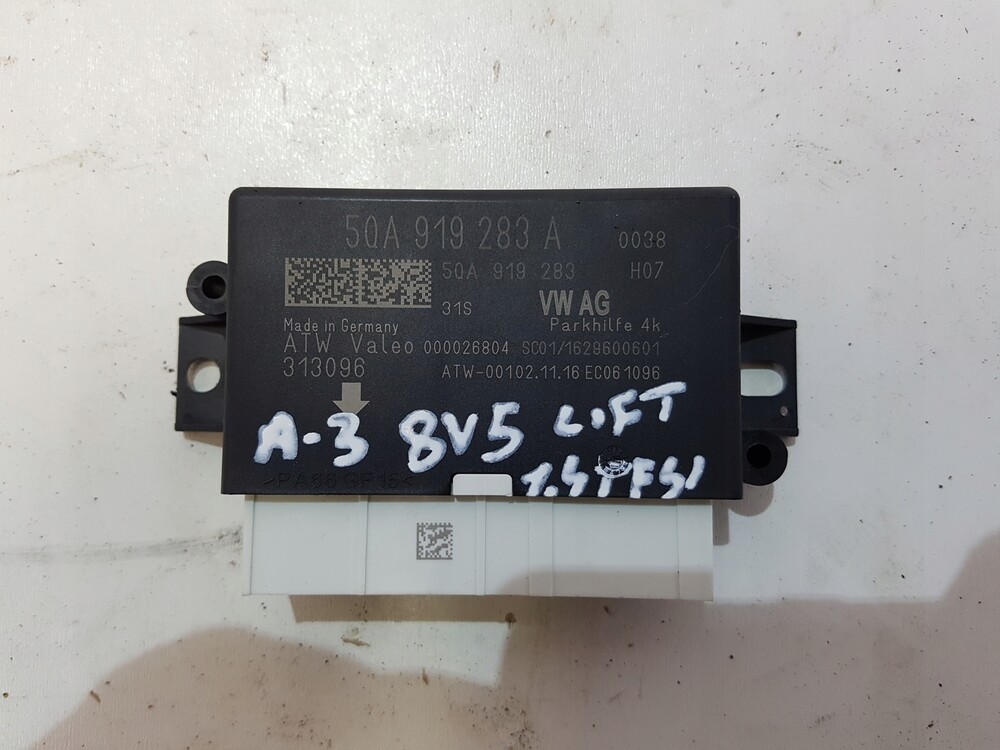 5QA 919 283 A 0038
5QA 919 283 H07
31S VW AG
Made in Germany Parkhilfe 4k
ATW Valeo 000026804 SC01/1629600601
313096 ATW-00102.11.16 EC061096
A-3 8V5 LIFT
1.5TFSI